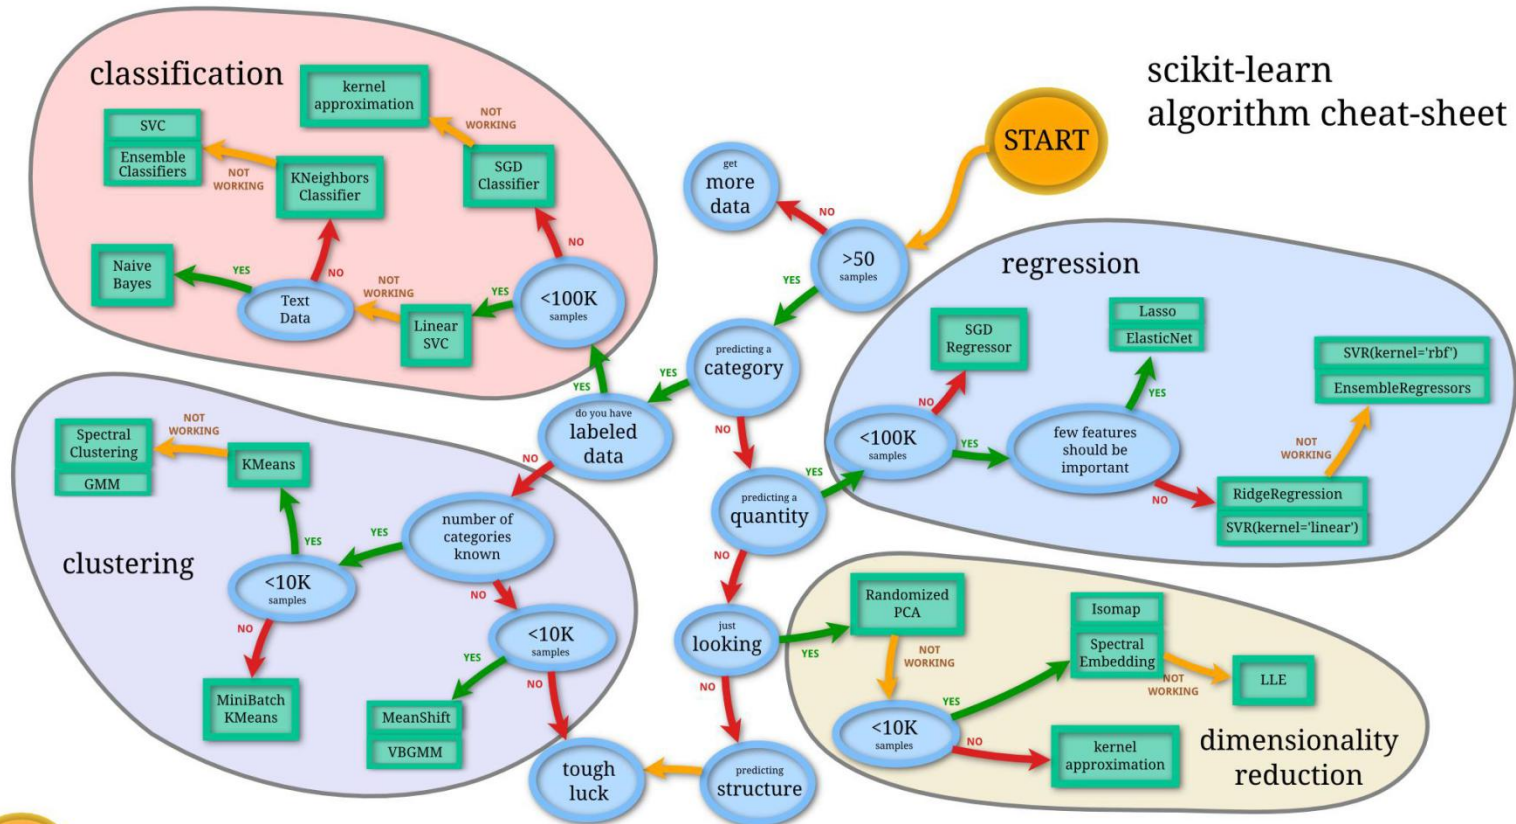 scikit-learn
algorithm cheat-sheet
START
classification
kernel
approximation
NOT
WORKING
SVC
Ensemble
Classifiers
NOT
WORKING
KNeighbors
Classifier
SGD
Classifier
Naive
Bayes
YES
NO
Text
Data
NOT
WORKING
Linear
SVC
YES
NO
<100K
samples
get
more
data
NO
>50
samples
YES
predicting a
category
YES
NO
do you have
labeled
data
YES
NO
predicting a
quantity
YES
NO
just
looking
YES
NO
predicting
structure
tough
luck
regression
SGD
Regressor
Lasso
ElasticNet
SVR(kernel='rbf')
EnsembleRegressors
NO
<100K
samples
YES
few features
should be
important
YES
NO
NOT
WORKING
RidgeRegression
SVR(kernel='linear')
clustering
Spectral
Clustering
GMM
NOT
WORKING
KMeans
number of
categories
known
YES
NO
YES
<10K
samples
NO
MiniBatch
KMeans
<10K
samples
YES
NO
MeanShift
VBGMM
dimensionality
reduction
Randomized
PCA
NOT
WORKING
<10K
samples
YES
NO
Isomap
Spectral
Embedding
NOT
WORKING
LLE
kernel
approximation